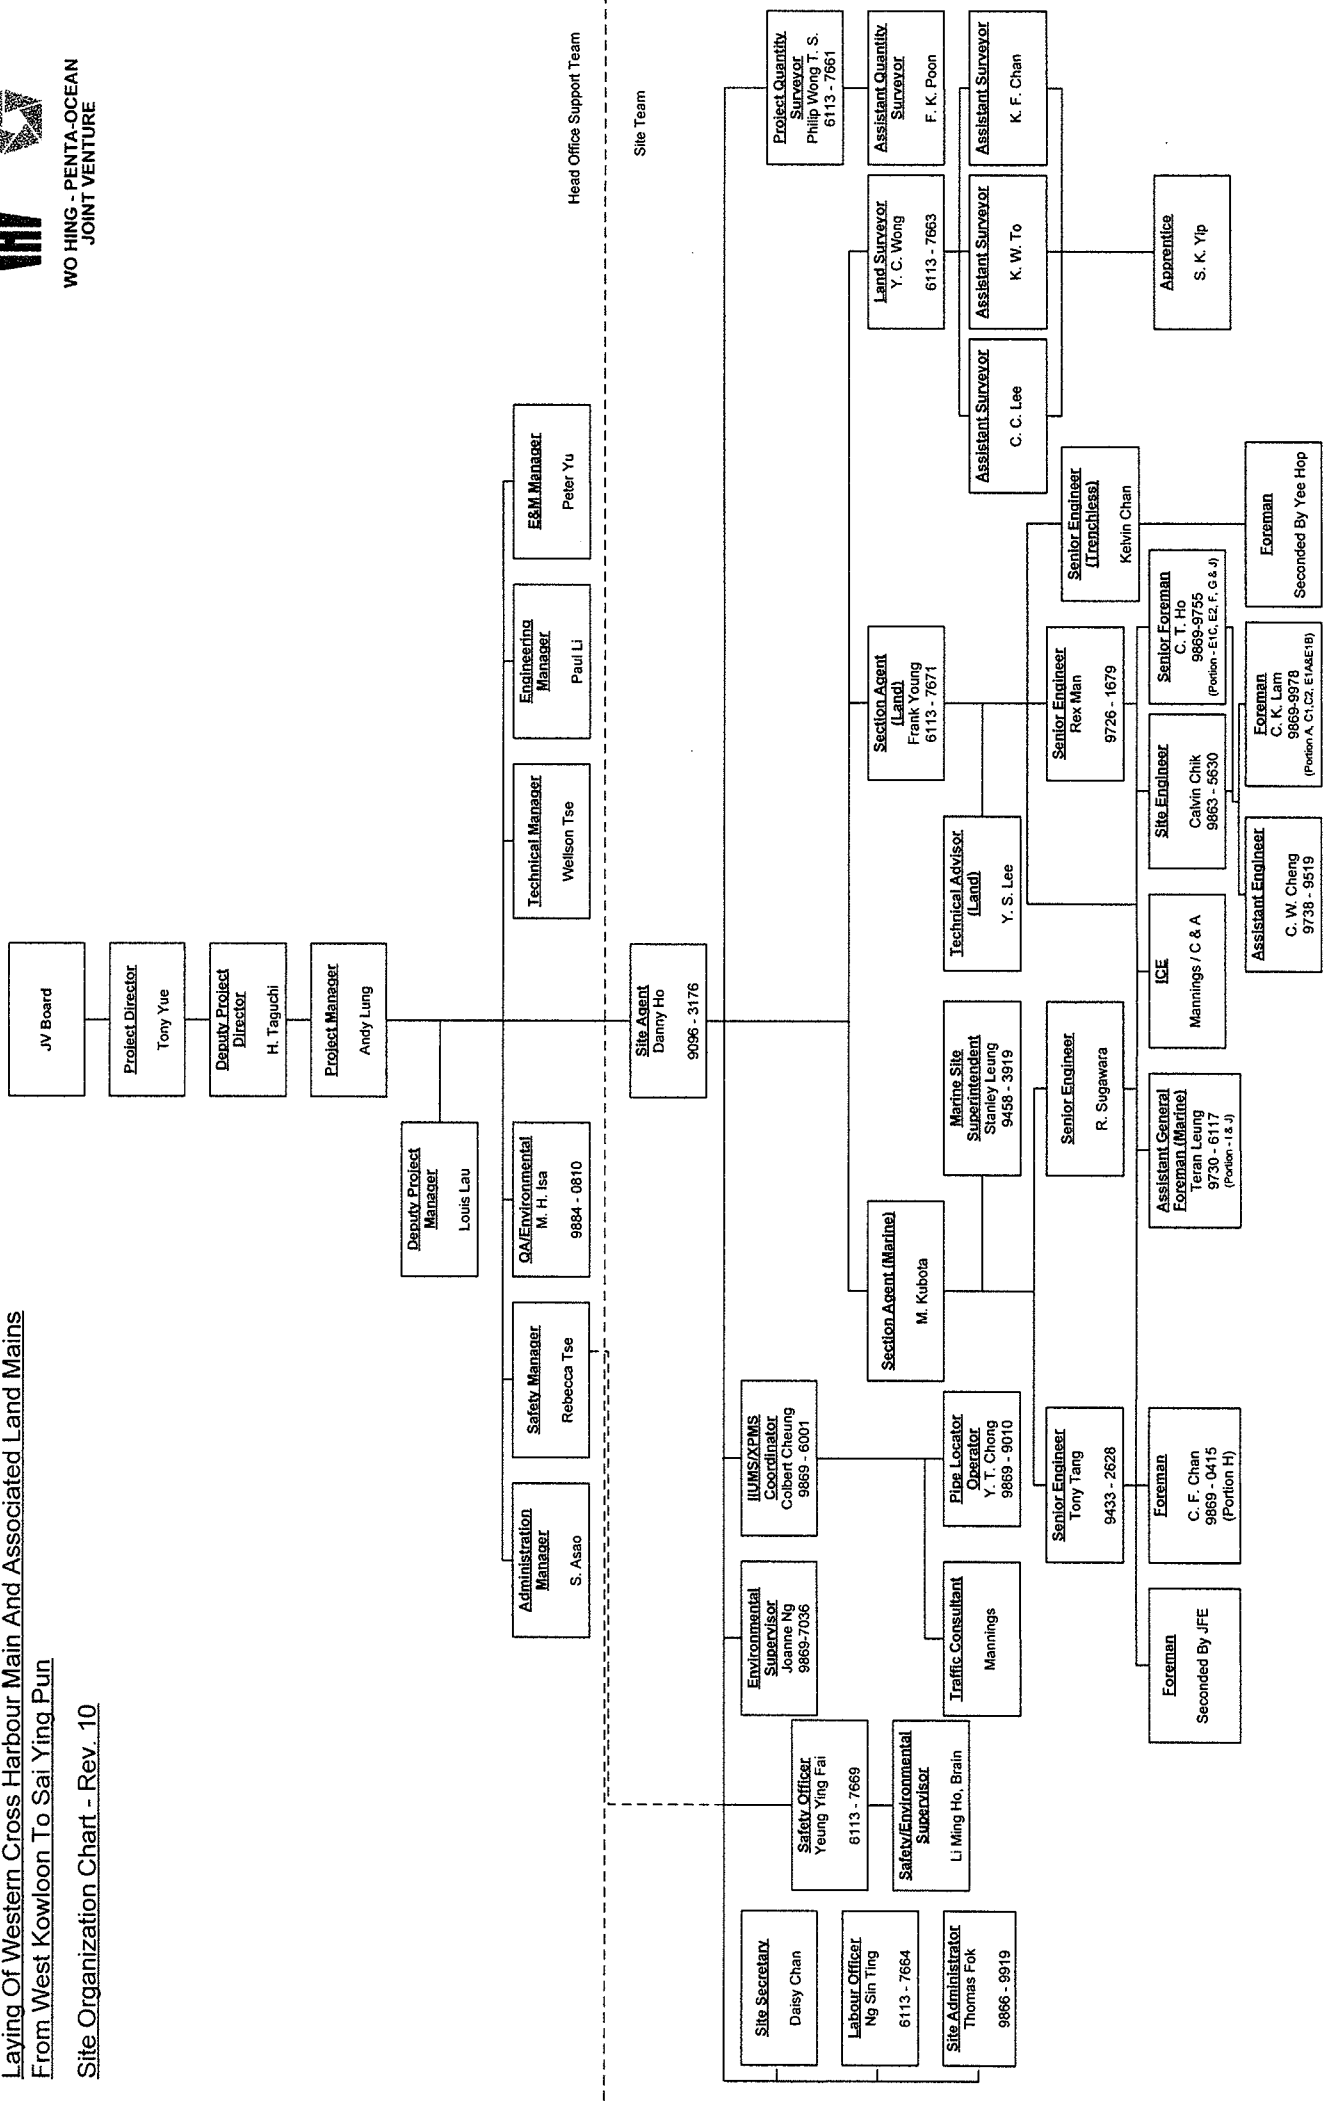 Laying Of Western Cross Harbour Main And Associated Land Mains
From West Kowloon To Sai Ying Pun
Site Organization Chart - Rev. 10
WO HING - PENTA-OCEAN
JOINT VENTURE
JV Board
Project Director
Tony Yue
Deputy Project
Director
H. Taguchi
Project Manager
Andy Lung
Deputy Project
Manager
Louis Lau
Administration
Manager
S. Asao
Safety Manager
Rebecca Tse
QA/Environmental
M. H. Isa
9884 - 0810
Technical Manager
Wellson Tse
Engineering
Manager
Paul Li
E&M Manager
Peter Yu
Head Office Support Team
Site Team
Site Agent
Danny Ho
9096 - 3176
Site Secretary
Daisy Chan
Labour Officer
Ng Sin Ting
6113 - 7664
Site Administrator
Thomas Fok
9866 - 9919
Safety Officer
Yeung Ying Fai
6113 - 7669
Safety/Environmental
Supervisor
Li Ming Ho, Brain
Environmental
Supervisor
Joanne Ng
9869-7036
IIUMS/XPMS
Coordinator
Colbert Cheung
9869 - 6001
Traffic Consultant
Mannings
Pipe Locator
Operator
Y. T. Chong
9869 - 9010
Project Quantity
Surveyor
Philip Wong T. S.
6113 - 7661
Assistant Quantity
Surveyor
F. K. Poon
Section Agent (Marine)
M. Kubota
Marine Site
Superintendent
Stanley Leung
9458 - 3919
Section Agent
(Land)
Frank Young
6113 - 7671
Technical Advisor
(Land)
Y. S. Lee
Land Surveyor
Y. C. Wong
6113 - 7663
Assistant Surveyor
C. C. Lee
Assistant Surveyor
K. W. To
Assistant Surveyor
K. F. Chan
Apprentice
S. K. Yip
Senior Engineer
Tony Tang
9433 - 2628
Senior Engineer
R. Sugawara
Senior Engineer
Rex Man
9726 - 1679
Senior Engineer
(Trenchless)
Kelvin Chan
Foreman
Seconded By JFE
Foreman
C. F. Chan
9869 - 0415
(Portion H)
Assistant General
Foreman (Marine)
Teran Leung
9730 - 6117
(Portion - I & J)
ICE
Mannings / C & A
Site Engineer
Calvin Chik
9863 - 5630
Senior Foreman
C. T. Ho
9869-9755
(Portion - E1C, E2, F, G & J)
Assistant Engineer
C. W. Cheng
9738 - 9519
Foreman
C. K. Lam
9869-9978
(Portion A, C1,C2, E1A&E1B)
Foreman
Seconded By Yee Hop